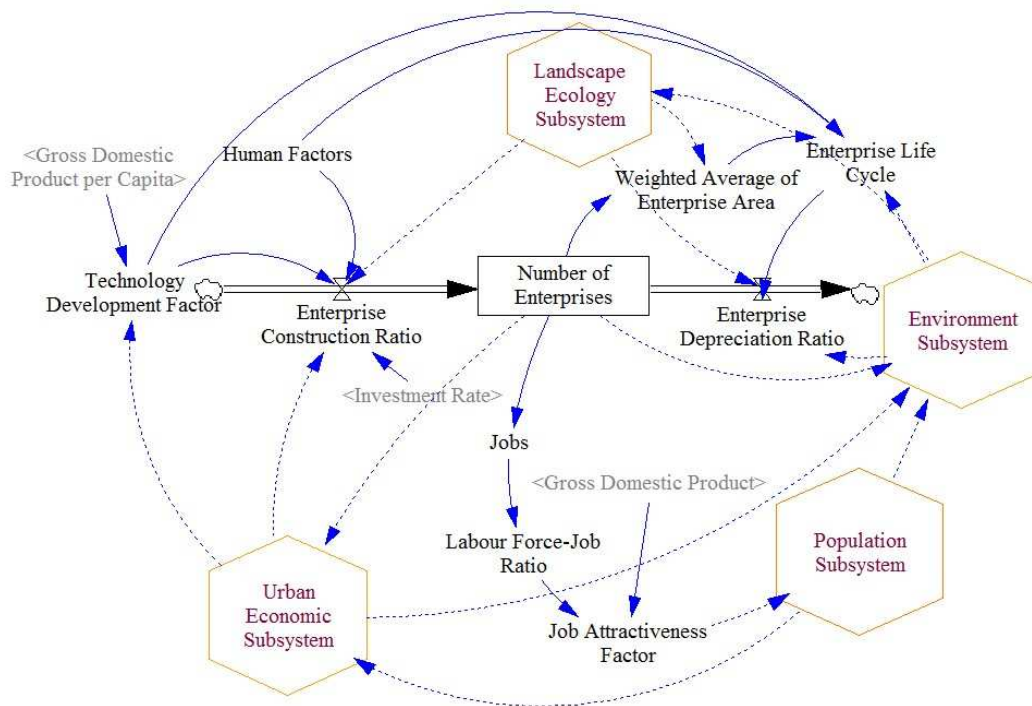 Landscape
Ecology
Subsystem
<Gross Domestic
Product per Capita>
Human Factors
Enterprise Life
Cycle
Weighted Average of
Enterprise Area
Technology
Development Factor
Number of
Enterprises
Enterprise
Construction Ratio
Enterprise
Depreciation Ratio
Environment
Subsystem
<Investment Rate>
Jobs
<Gross Domestic Product>
Labour Force-Job
Ratio
Population
Subsystem
Urban
Economic
Subsystem
Job Attractiveness
Factor